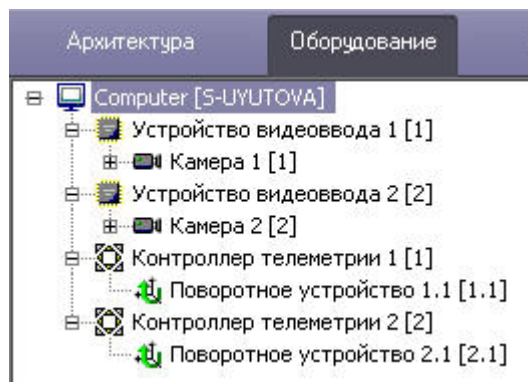 Архитектура Оборудование
Computer [S-UYUTOVA]
Устройство видеоввода 1 [1]
Камера 1 [1]
Устройство видеоввода 2 [2]
Камера 2 [2]
Контроллер телеметрии 1 [1]
Поворотное устройство 1.1 [1.1]
Контроллер телеметрии 2 [2]
Поворотное устройство 2.1 [2.1]